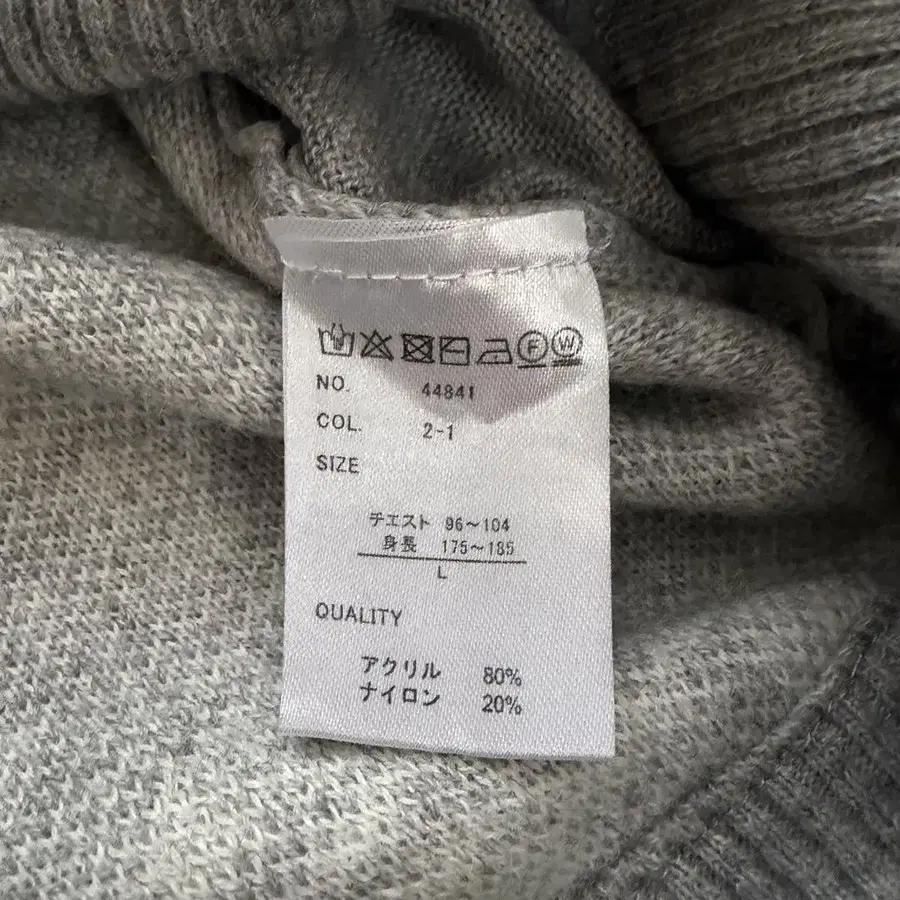 F W
NO. 44841
COL. 2-1
SIZE
チエスト 96～104
身長 175～185
L
QUALITY
アクリル 80%
ナイロン 20%